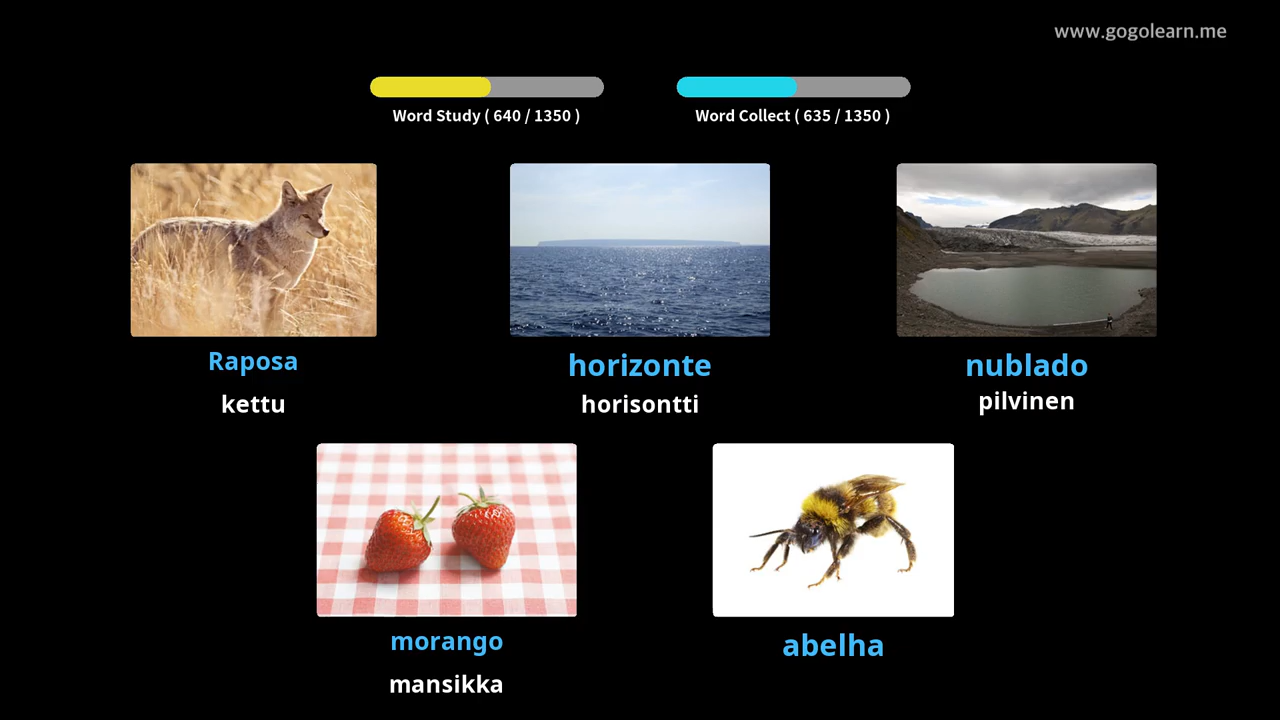 www.gogolearn.me
Word Study ( 640 / 1350 )
Word Collect ( 635 / 1350 )
Raposa
kettu
horizonte
horisontti
nublado
pilvinen
morango
mansikka
abelha